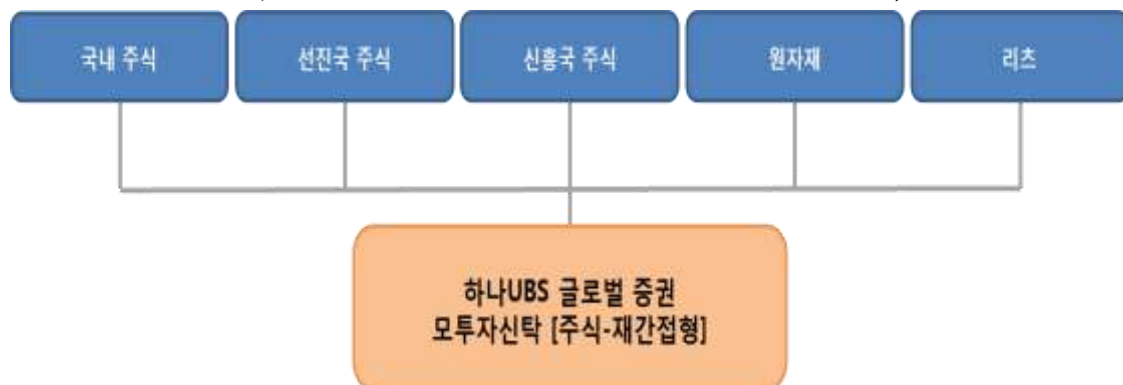 국내 주식
선진국 주식
신흥국 주식
원자재
리츠
하나UBS 글로벌 증권
모투자신탁 [주식-재간접형]